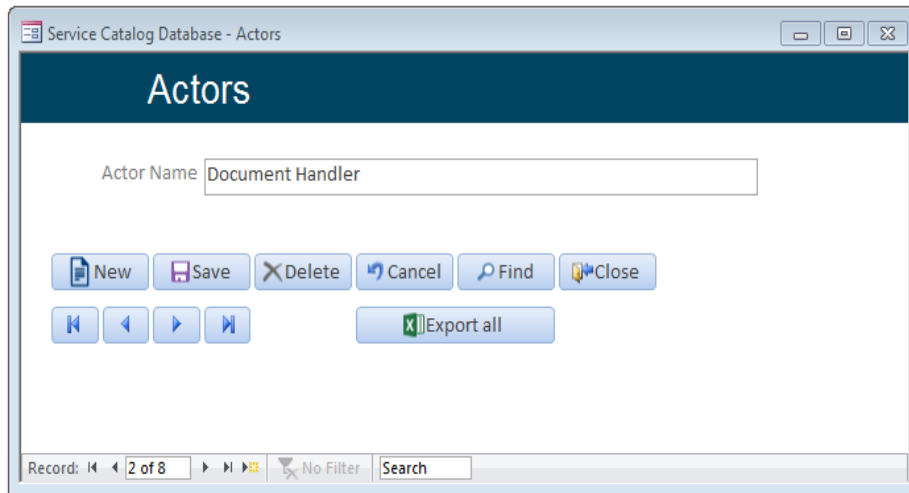 Service Catalog Database - Actors
Actors
Actor Name Document Handler
New Save Delete Cancel Find Close
Export all
Record: 2 of 8 No Filter Search